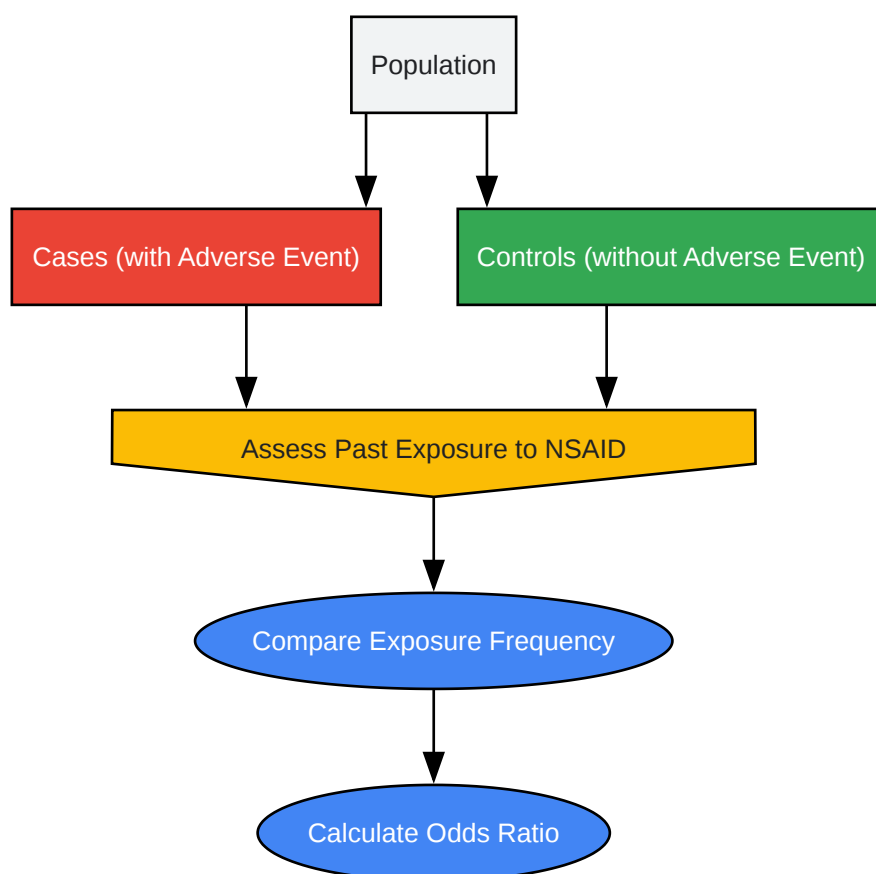 Population
Cases (with Adverse Event)
Controls (without Adverse Event)
Assess Past Exposure to NSAID
Compare Exposure Frequency
Calculate Odds Ratio